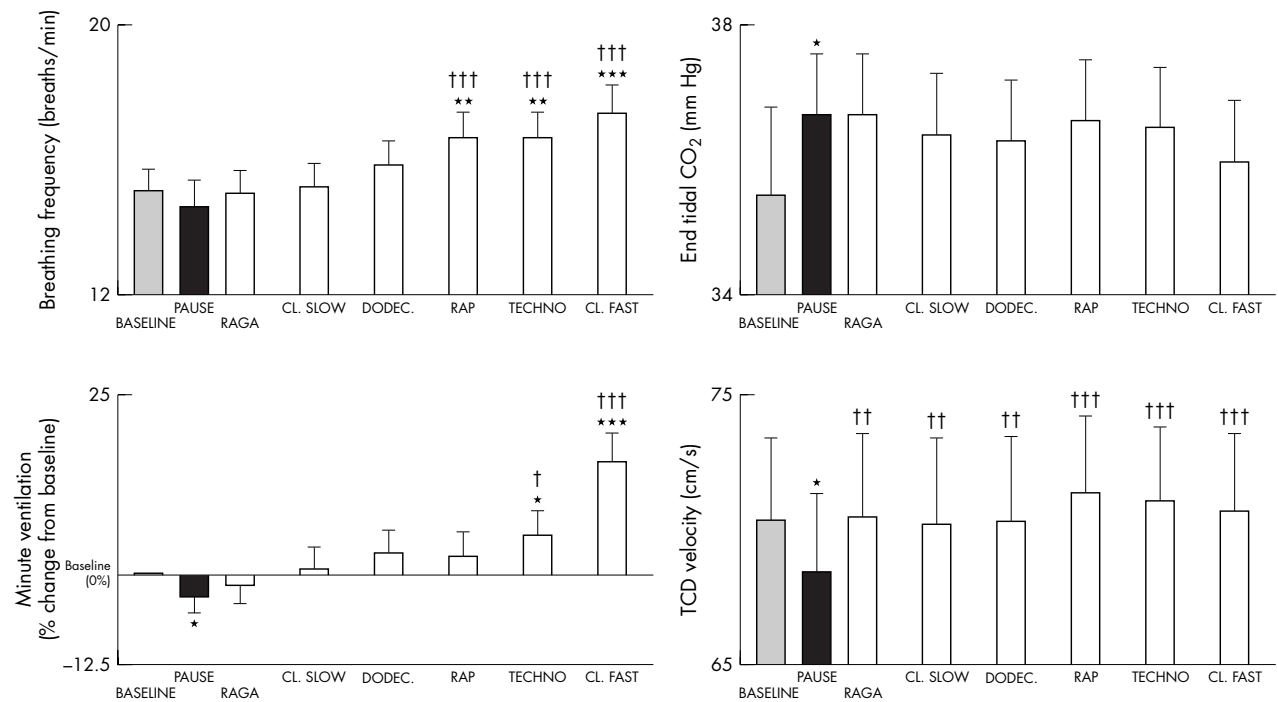 Breathing frequency (breaths/min)
20
12
†††
★★
†††
★★
†††
★★★
BASELINE
PAUSE
RAGA
CL. SLOW
DODEC.
RAP
TECHNO
CL. FAST
End tidal CO₂ (mm Hg)
38
34
★
BASELINE
PAUSE
RAGA
CL. SLOW
DODEC.
RAP
TECHNO
CL. FAST
Minute ventilation
(% change from baseline)
25
Baseline
(0%)
–12.5
★
†
★
†††
★★★
BASELINE
PAUSE
RAGA
CL. SLOW
DODEC.
RAP
TECHNO
CL. FAST
TCD velocity (cm/s)
75
65
★
††
††
††
†††
†††
†††
BASELINE
PAUSE
RAGA
CL. SLOW
DODEC.
RAP
TECHNO
CL. FAST